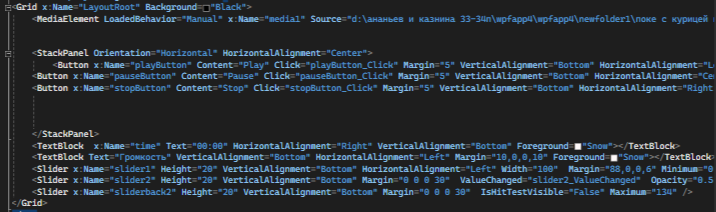 <Grid x:Name="LayoutRoot" Background="Black">
<MediaElement LoadedBehavior="Manual" x:Name="media1" Source="d:\ананьев и казнина 33-34п\wpfapp4\wpfapp4\newfolder1\поке с курицей
<StackPanel Orientation="Horizontal" HorizontalAlignment="Center">
<Button x:Name="playButton" Content="Play" Click="playButton_Click" Margin="5" VerticalAlignment="Bottom" HorizontalAlignment="L
<Button x:Name="pauseButton" Content="Pause" Click="pauseButton_Click" Margin="5" VerticalAlignment="Bottom" HorizontalAlignment="Ce
<Button x:Name="stopButton" Content="Stop" Click="stopButton_Click" Margin="5" VerticalAlignment="Bottom" HorizontalAlignment="Right
</StackPanel>
<TextBlock x:Name="time" Text="00:00" HorizontalAlignment="Right" VerticalAlignment="Bottom" Foreground="Snow"></TextBlock>
<TextBlock Text="Громкость" VerticalAlignment="Bottom" HorizontalAlignment="Left" Margin="10,0,0,10" Foreground="Snow"></TextBlock>
<Slider x:Name="slider1" Height="20" VerticalAlignment="Bottom" HorizontalAlignment="Left" Width="100" Margin="88,0,0,6" Minimum="0
<Slider x:Name="slider2" Height="20" VerticalAlignment="Bottom" Margin="0 0 0 30" ValueChanged="slider2_ValueChanged" Opacity="0.5
<Slider x:Name="sliderback2" Height="20" VerticalAlignment="Bottom" Margin="0 0 0 30" IsHitTestVisible="False" Maximum="134" />
</Grid>